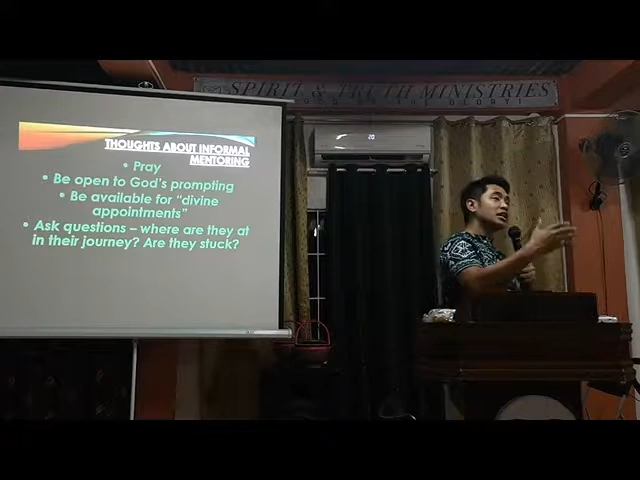 SPIRIT & TRUTH MINISTRIES
THOUGHTS ABOUT INFORMAL
MENTORING
• Pray
• Be open to God's prompting
• Be available for "divine
appointments"
• Ask questions – where are they at
in their journey? Are they stuck?
20